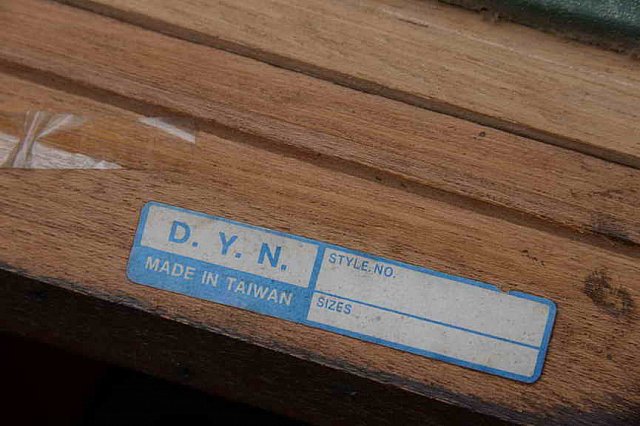 D. Y. N.
MADE IN TAIWAN
STYLE.NO.
SIZES